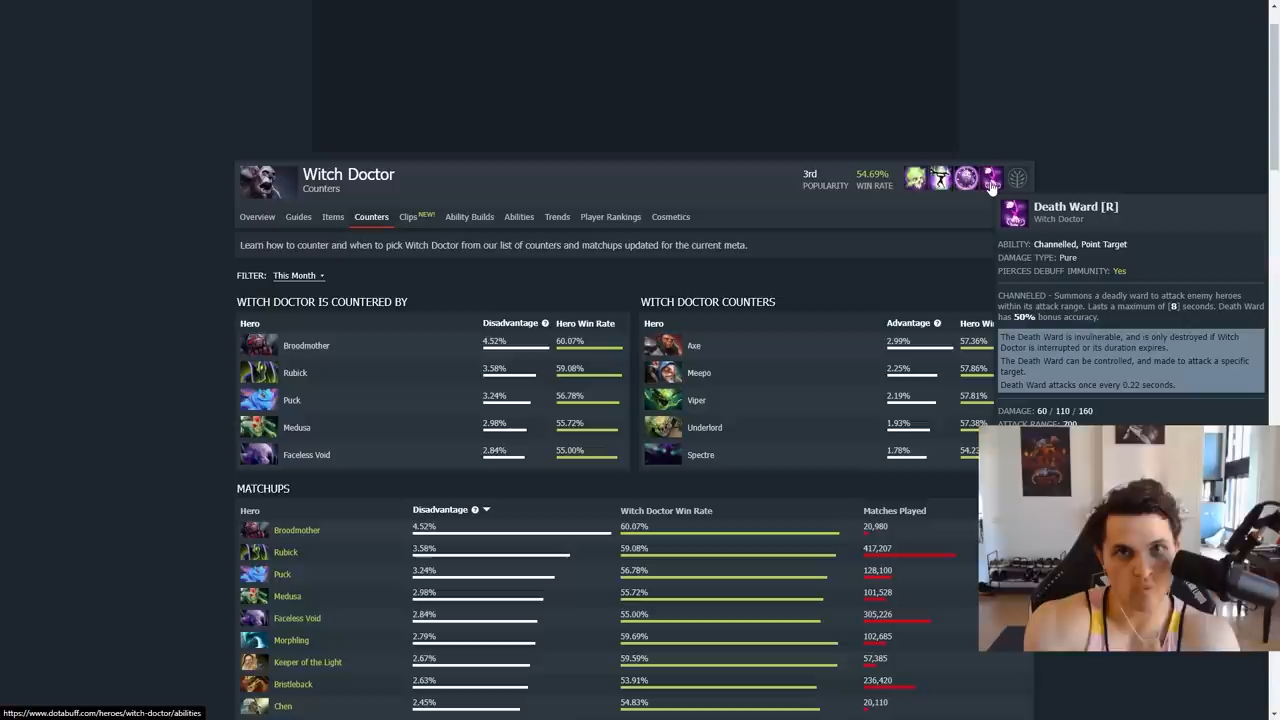 Witch Doctor
Counters
3rd
POPULARITY
54.69%
WIN RATE
Overview Guides Items Counters Clips NEW! Ability Builds Abilities Trends Player Rankings Cosmetics
Learn how to counter and when to pick Witch Doctor from our list of counters and matchups updated for the current meta.
FILTER: This Month
WITCH DOCTOR IS COUNTERED BY
Hero Disadvantage Hero Win Rate
Broodmother 4.52% 60.07%
Rubick 3.58% 59.08%
Puck 3.24% 56.78%
Medusa 2.98% 55.72%
Faceless Void 2.84% 55.00%
WITCH DOCTOR COUNTERS
Hero Advantage Hero
Axe 2.99% 57.36%
Meepo 2.25% 57.86%
Viper 2.19% 57.81%
Underlord 1.93% 57.38%
Spectre 1.78%
Death Ward [R]
Witch Doctor
ABILITY: Channelled, Point Target
DAMAGE TYPE: Pure
PIERCES DEBUFF IMMUNITY: Yes
CHANNELED - Summons a deadly ward to attack enemy heroes
within its attack range. Lasts a maximum of [8] seconds. Death Ward
has 50% bonus accuracy.
The Death Ward is invulnerable, and is only destroyed if Witch
Doctor is interrupted or its duration expires.
The Death Ward can be controlled, and made to attack a specific
target.
Death Ward attacks once every 0.22 seconds.
DAMAGE: 60 / 110 / 160
ATTACK RANGE: 700
MATCHUPS
Hero Disadvantage Witch Doctor Win Rate Matches Played
Broodmother 4.52% 60.07% 20,980
Rubick 3.58% 59.08% 417,207
Puck 3.24% 56.78% 128,100
Medusa 2.98% 55.72% 101,528
Faceless Void 2.84% 55.00% 305,226
Morphling 2.79% 59.69% 102,685
Keeper of the Light 2.67% 59.59% 57,385
Bristleback 2.63% 53.91% 236,420
Chen 2.45% 54.83% 20,110
https://www.dotabuff.com/heroes/witch-doctor/abilities